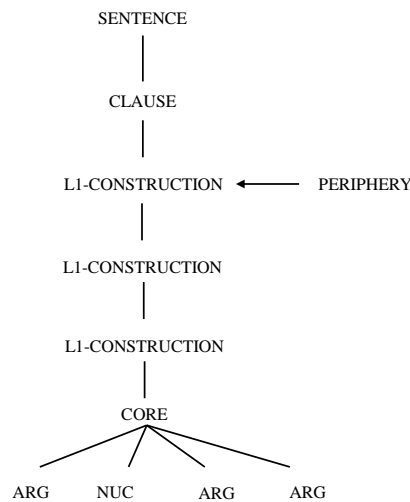 SENTENCE
CLAUSE
L1-CONSTRUCTION PERIPHERY
L1-CONSTRUCTION
L1-CONSTRUCTION
CORE
ARG NUC ARG ARG